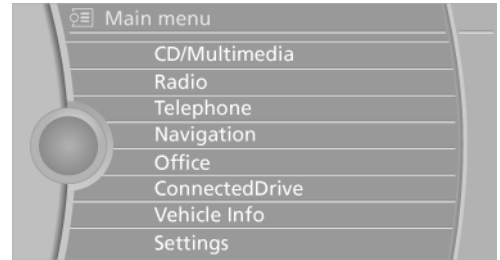 Main menu
CD/Multimedia
Radio
Telephone
Navigation
Office
ConnectedDrive
Vehicle Info
Settings